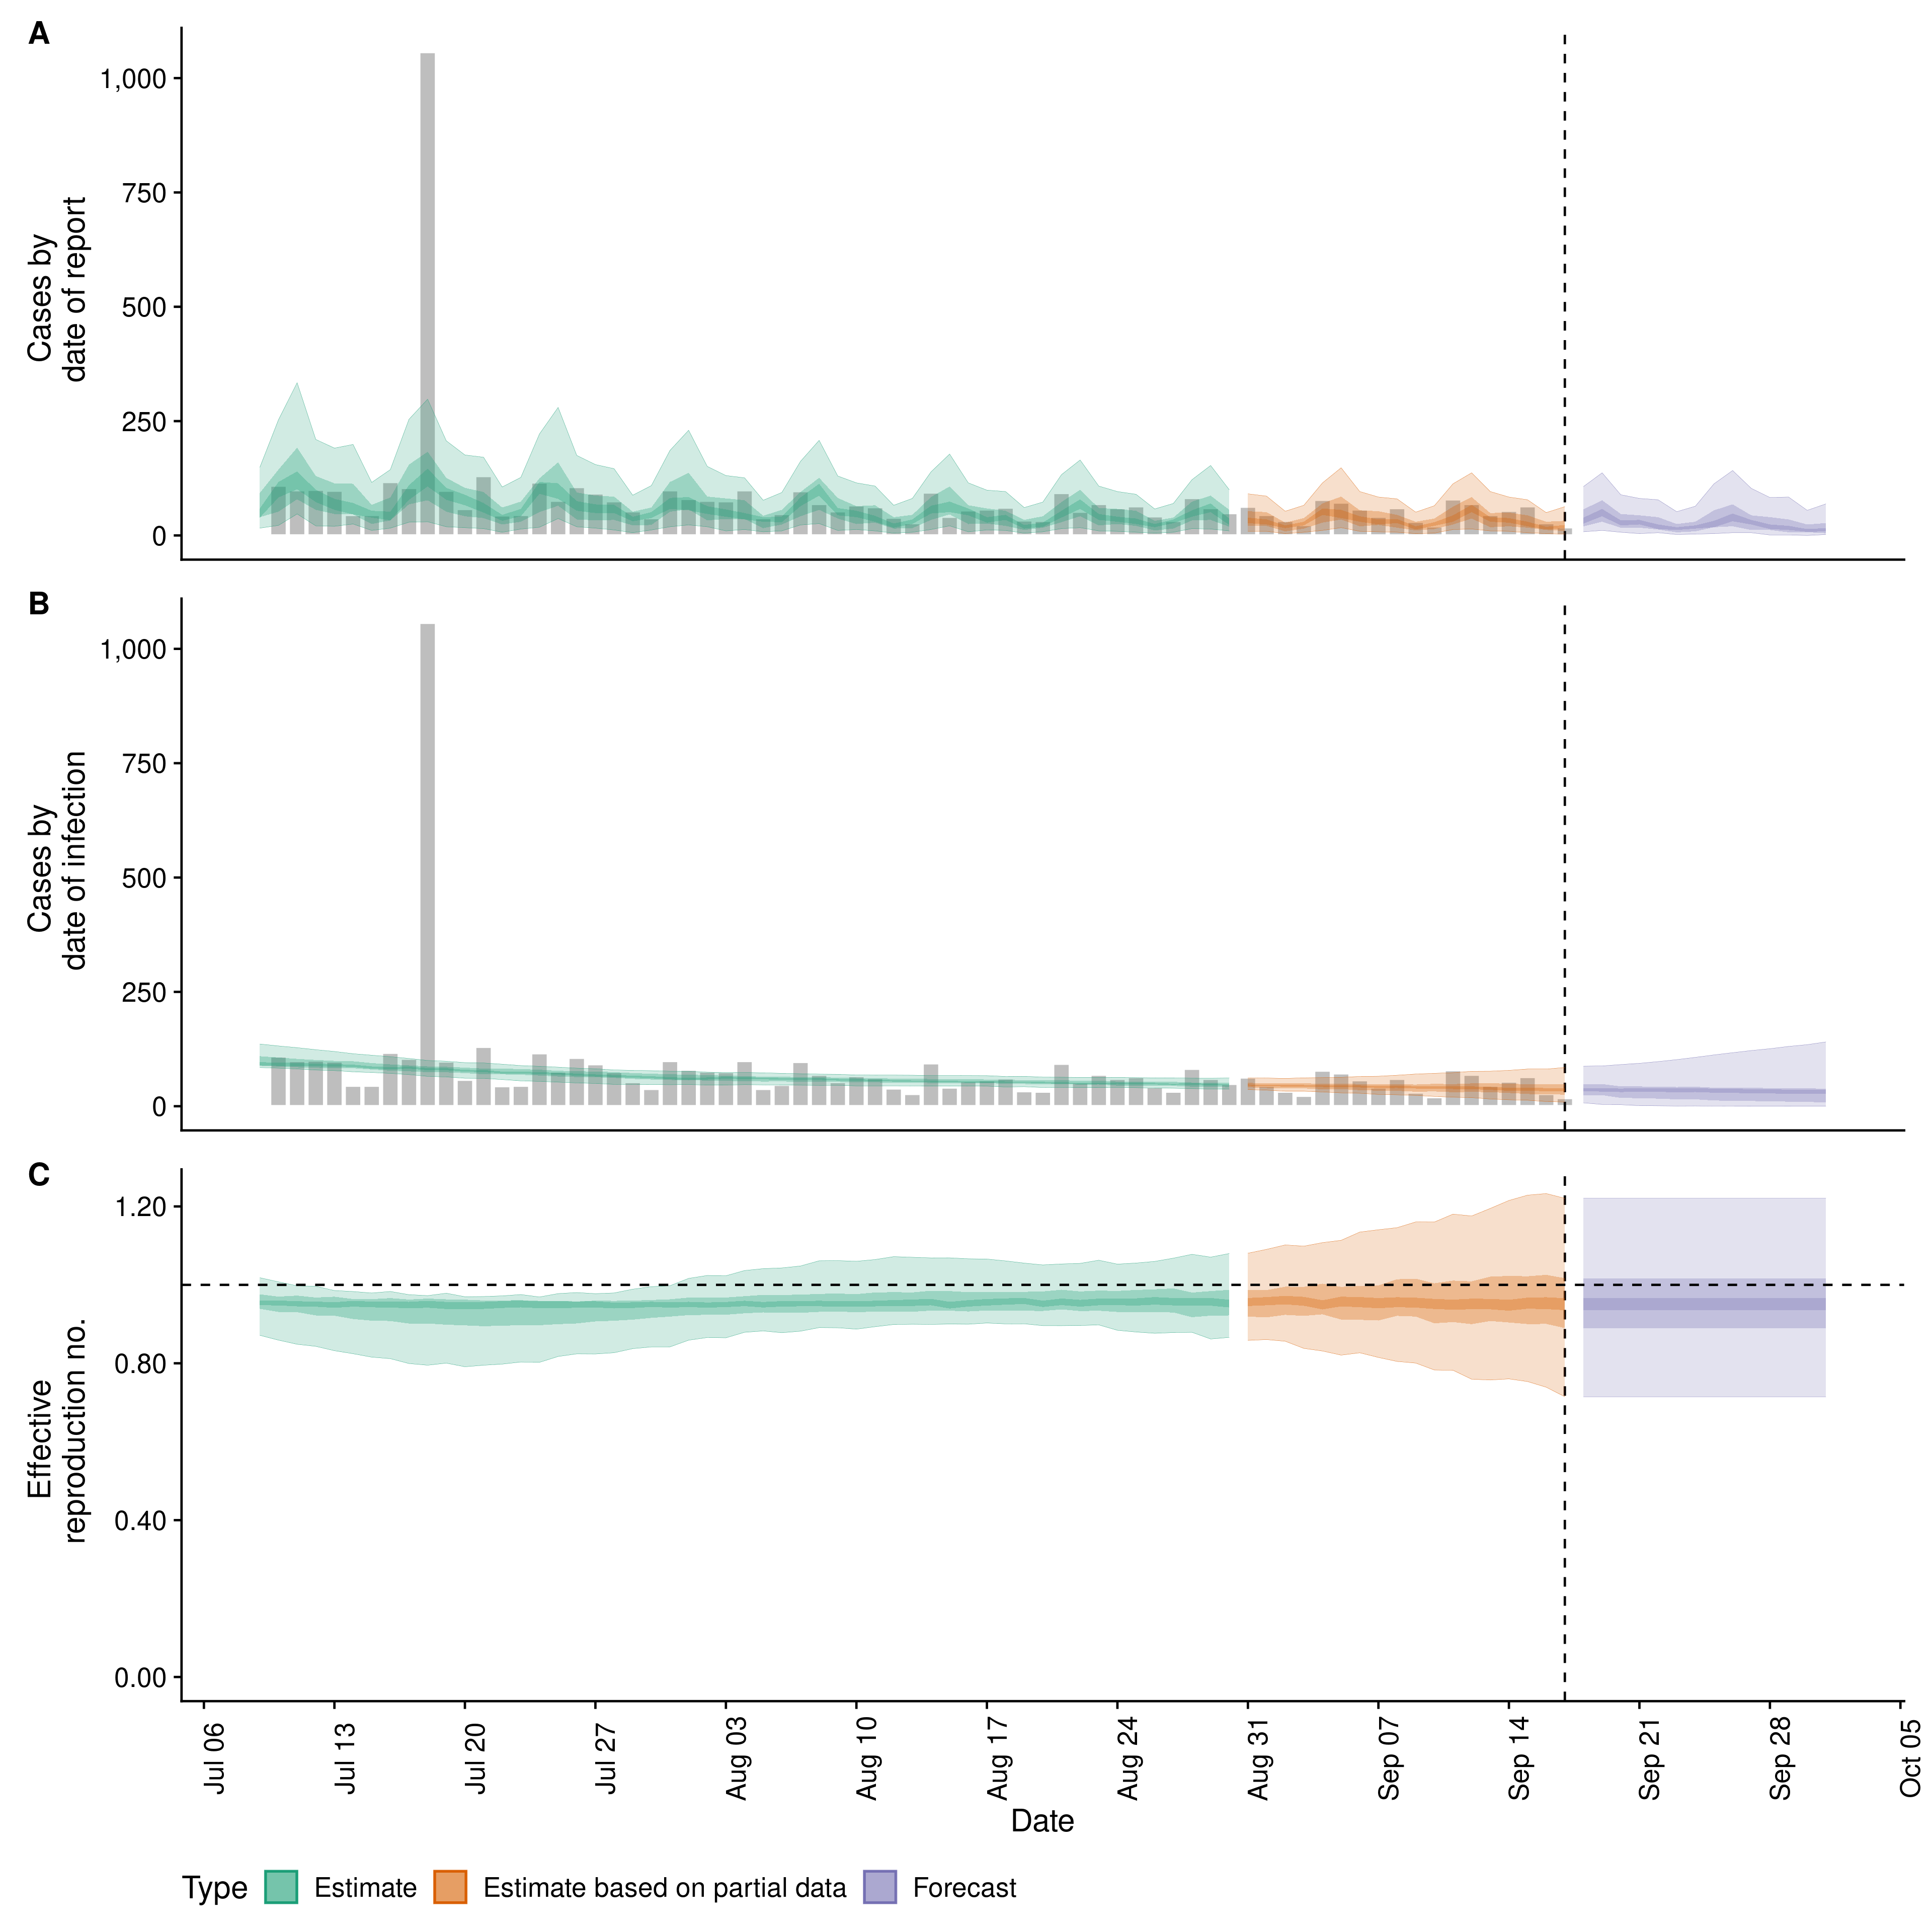 A
1,000
750
500
250
0
Cases by
date of report
B
1,000
750
500
250
0
Cases by
date of infection
C
1.20
0.80
0.40
0.00
Effective
reproduction no.
Jul 06
Jul 13
Jul 20
Jul 27
Aug 03
Aug 10
Aug 17
Aug 24
Aug 31
Sep 07
Sep 14
Sep 21
Sep 28
Oct 05
Date
Type Estimate Estimate based on partial data Forecast